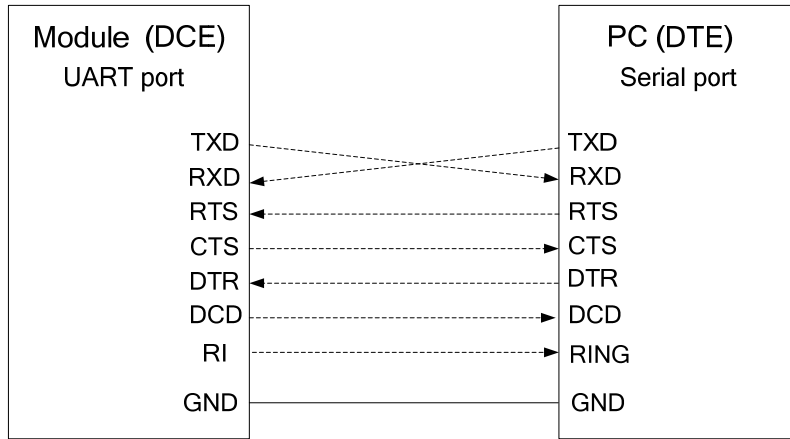 Module (DCE)
UART port
TXD
RXD
RTS
CTS
DTR
DCD
RI
GND
PC (DTE)
Serial port
TXD
RXD
RTS
CTS
DTR
DCD
RING
GND